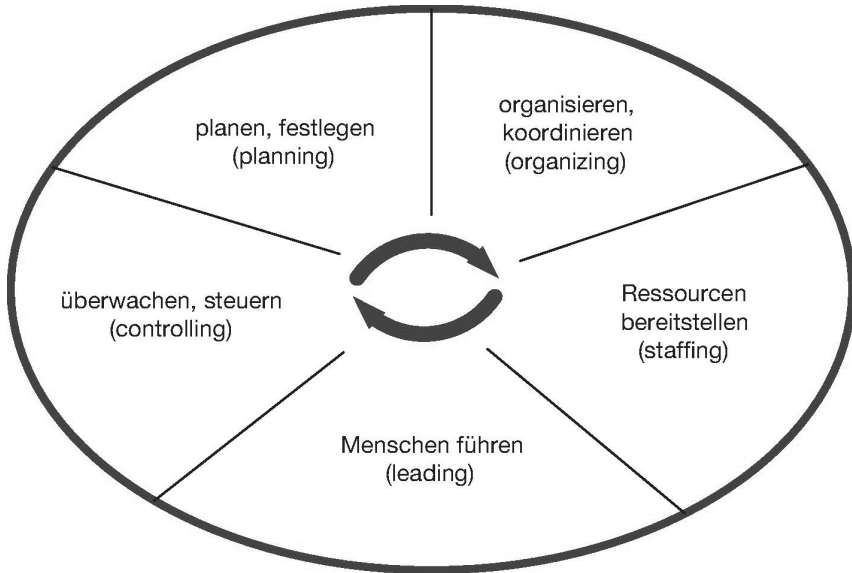 planen, festlegen
(planning)
organisieren,
koordinieren
(organizing)
Ressourcen
bereitstellen
(staffing)
Menschen führen
(leading)
überwachen, steuern
(controlling)